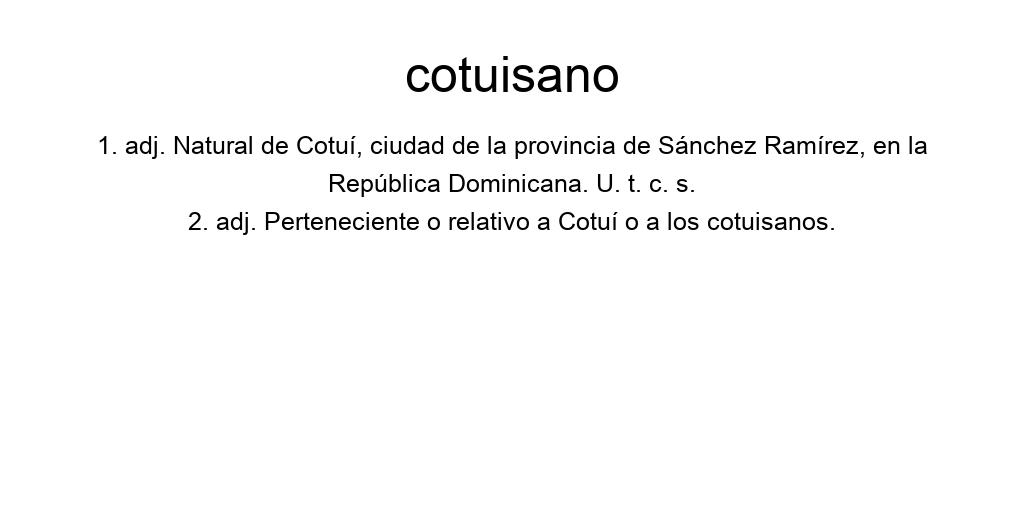 cotuisano
1. adj. Natural de Cotuí, ciudad de la provincia de Sánchez Ramírez, en la
República Dominicana. U. t. c. s.
2. adj. Perteneciente o relativo a Cotuí o a los cotuisanos.